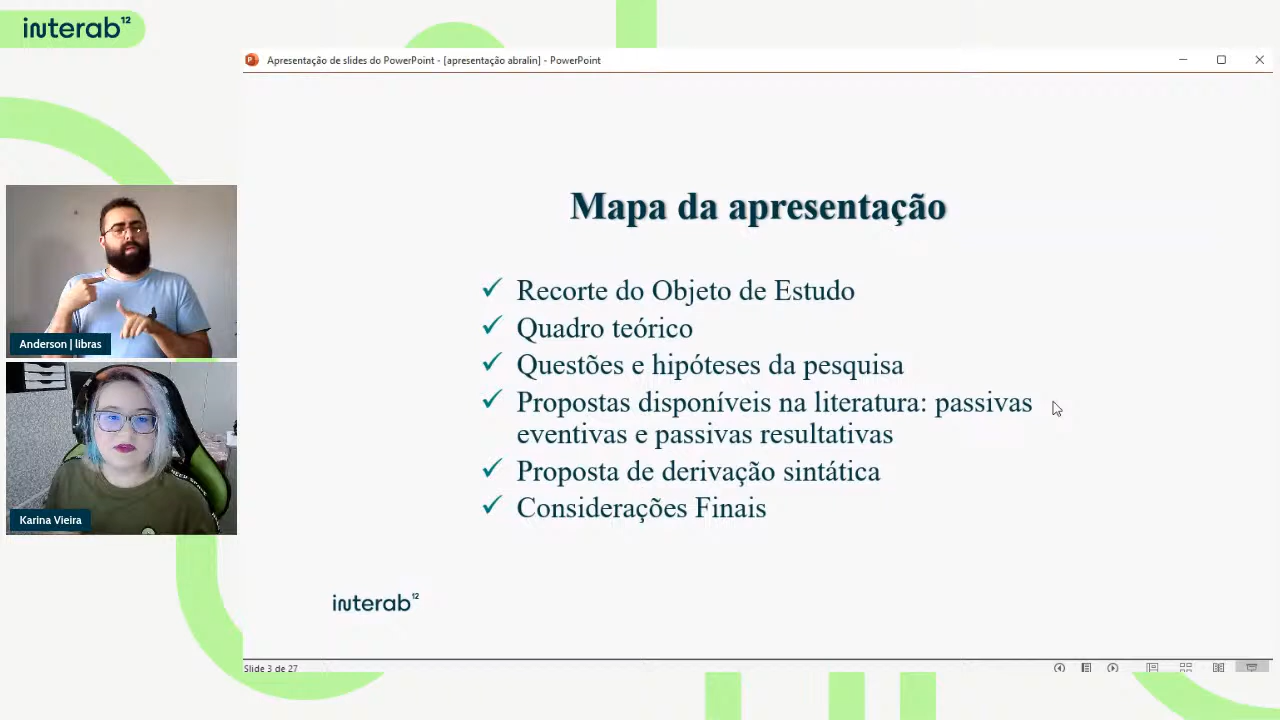 interab¹²
Apresentação de slides do PowerPoint - [apresentação abralin] - PowerPoint
Mapa da apresentação
✓ Recorte do Objeto de Estudo
✓ Quadro teórico
✓ Questões e hipóteses da pesquisa
✓ Propostas disponíveis na literatura: passivas
eventivas e passivas resultativas
✓ Proposta de derivação sintática
✓ Considerações Finais
Anderson | libras
Karina Vieira
interab¹²
Slide 3 de 27